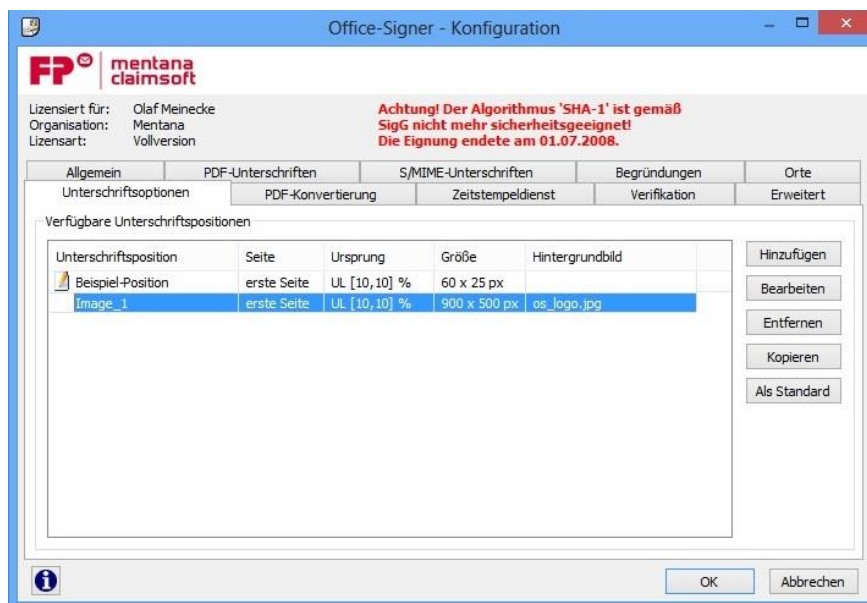 Office-Signer - Konfiguration
FP mentana
claimsoft
Lizensiert für: Olaf Meinecke
Organisation: Mentana
Lizensart: Vollversion
Achtung! Der Algorithmus 'SHA-1' ist gemäß
SigG nicht mehr sicherheitsgeeignet!
Die Eignung endete am 01.07.2008.
Allgemein PDF-Unterschriften S/MIME-Unterschriften Begründungen Orte
Unterschriftsoptionen PDF-Konvertierung Zeitstempeldienst Verifikation Erweitert
Verfügbare Unterschriftspositionen
Unterschriftsposition Seite Ursprung Größe Hintergrundbild
Beispiel-Position erste Seite UL [10,10] % 60 x 25 px
Image_1 erste Seite UL [10,10] % 900 x 500 px os_logo.jpg
Hinzufügen
Bearbeiten
Entfernen
Kopieren
Als Standard
OK Abbrechen